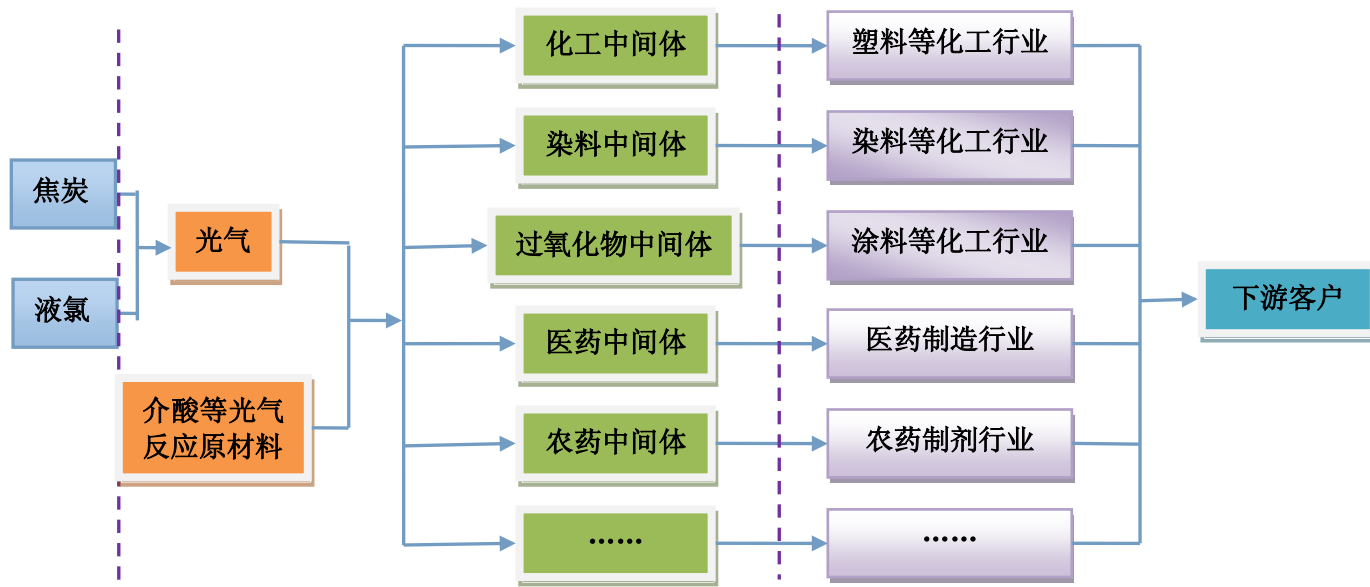 焦炭
液氯
光气
介酸等光气
反应原材料
化工中间体
染料中间体
过氧化物中间体
医药中间体
农药中间体
……
塑料等化工行业
染料等化工行业
涂料等化工行业
医药制造行业
农药制剂行业
……
下游客户